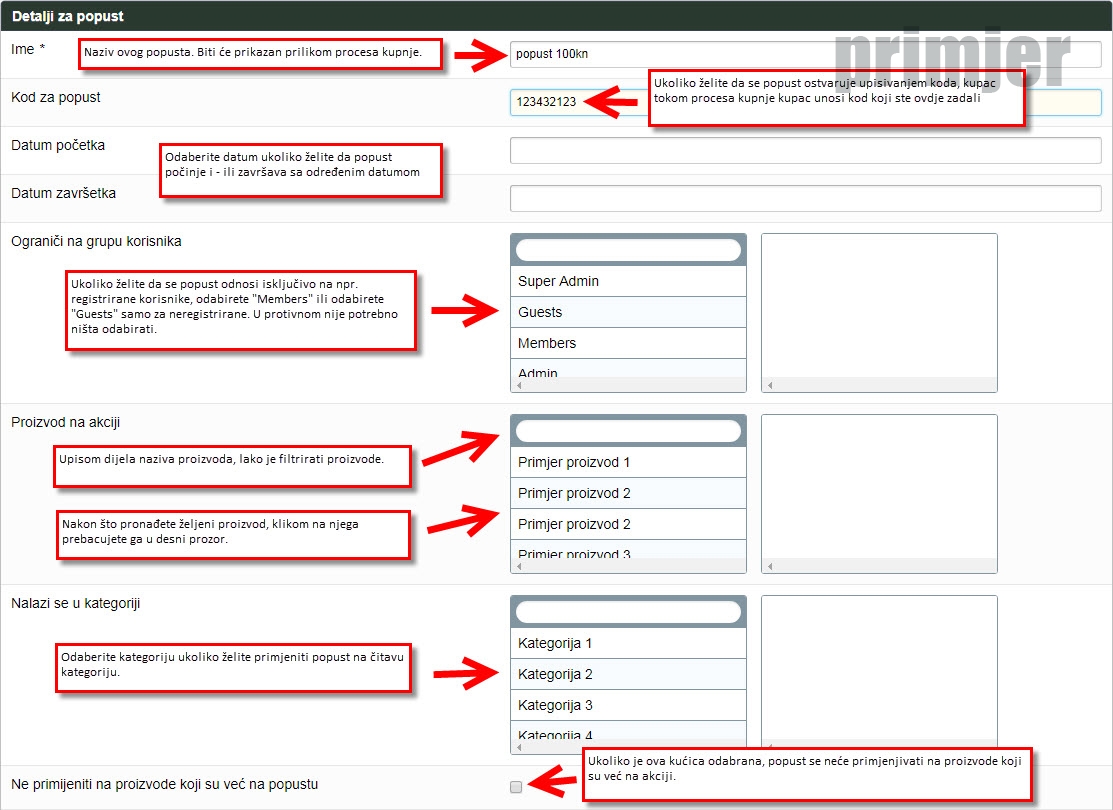 Detalji za popust
primjer
Ime *
Naziv ovog popusta. Biti će prikazan prilikom procesa kupnje.
popust 100kn
Kod za popust
123432123
Ukoliko želite da se popust ostvaruje upisivanjem koda, kupac
tokom procesa kupnje kupac unosi kod koji ste ovdje zadali
Datum početka
Odaberite datum ukoliko želite da popust
počinje i - ili završava sa određenim datumom
Datum završetka
Ograniči na grupu korisnika
Ukoliko želite da se popust odnosi isključivo na npr.
registrirane korisnike, odabirete "Members" ili odabirete
"Guests" samo za neregistrirane. U protivnom nije potrebno
ništa odabirati.
Super Admin
Guests
Members
Admin
Proizvod na akciji
Upisom dijela naziva proizvoda, lako je filtrirati proizvode.
Nakon što pronađete željeni proizvod, klikom na njega
prebacujete ga u desni prozor.
Primjer proizvod 1
Primjer proizvod 2
Primjer proizvod 2
Primjer proizvod 3
Nalazi se u kategoriji
Odaberite kategoriju ukoliko želite primjeniti popust na čitavu
kategoriju.
Kategorija 1
Kategorija 2
Kategorija 3
Kategorija 4
Ne primijeniti na proizvode koji su već na popustu
Ukoliko je ova kućica odabrana, popust se neće primjenjivati na proizvode koji
su već na akciji.